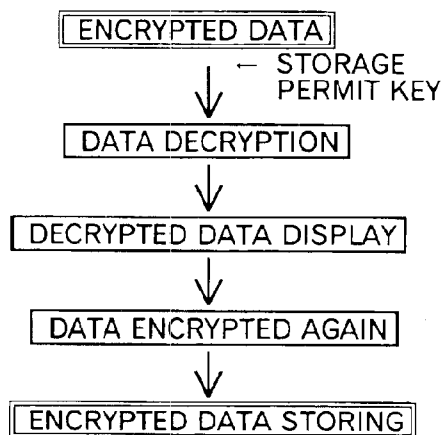 ENCRYPTED DATA
← STORAGE
PERMIT KEY
DATA DECRYPTION
DECRYPTED DATA DISPLAY
DATA ENCRYPTED AGAIN
ENCRYPTED DATA STORING